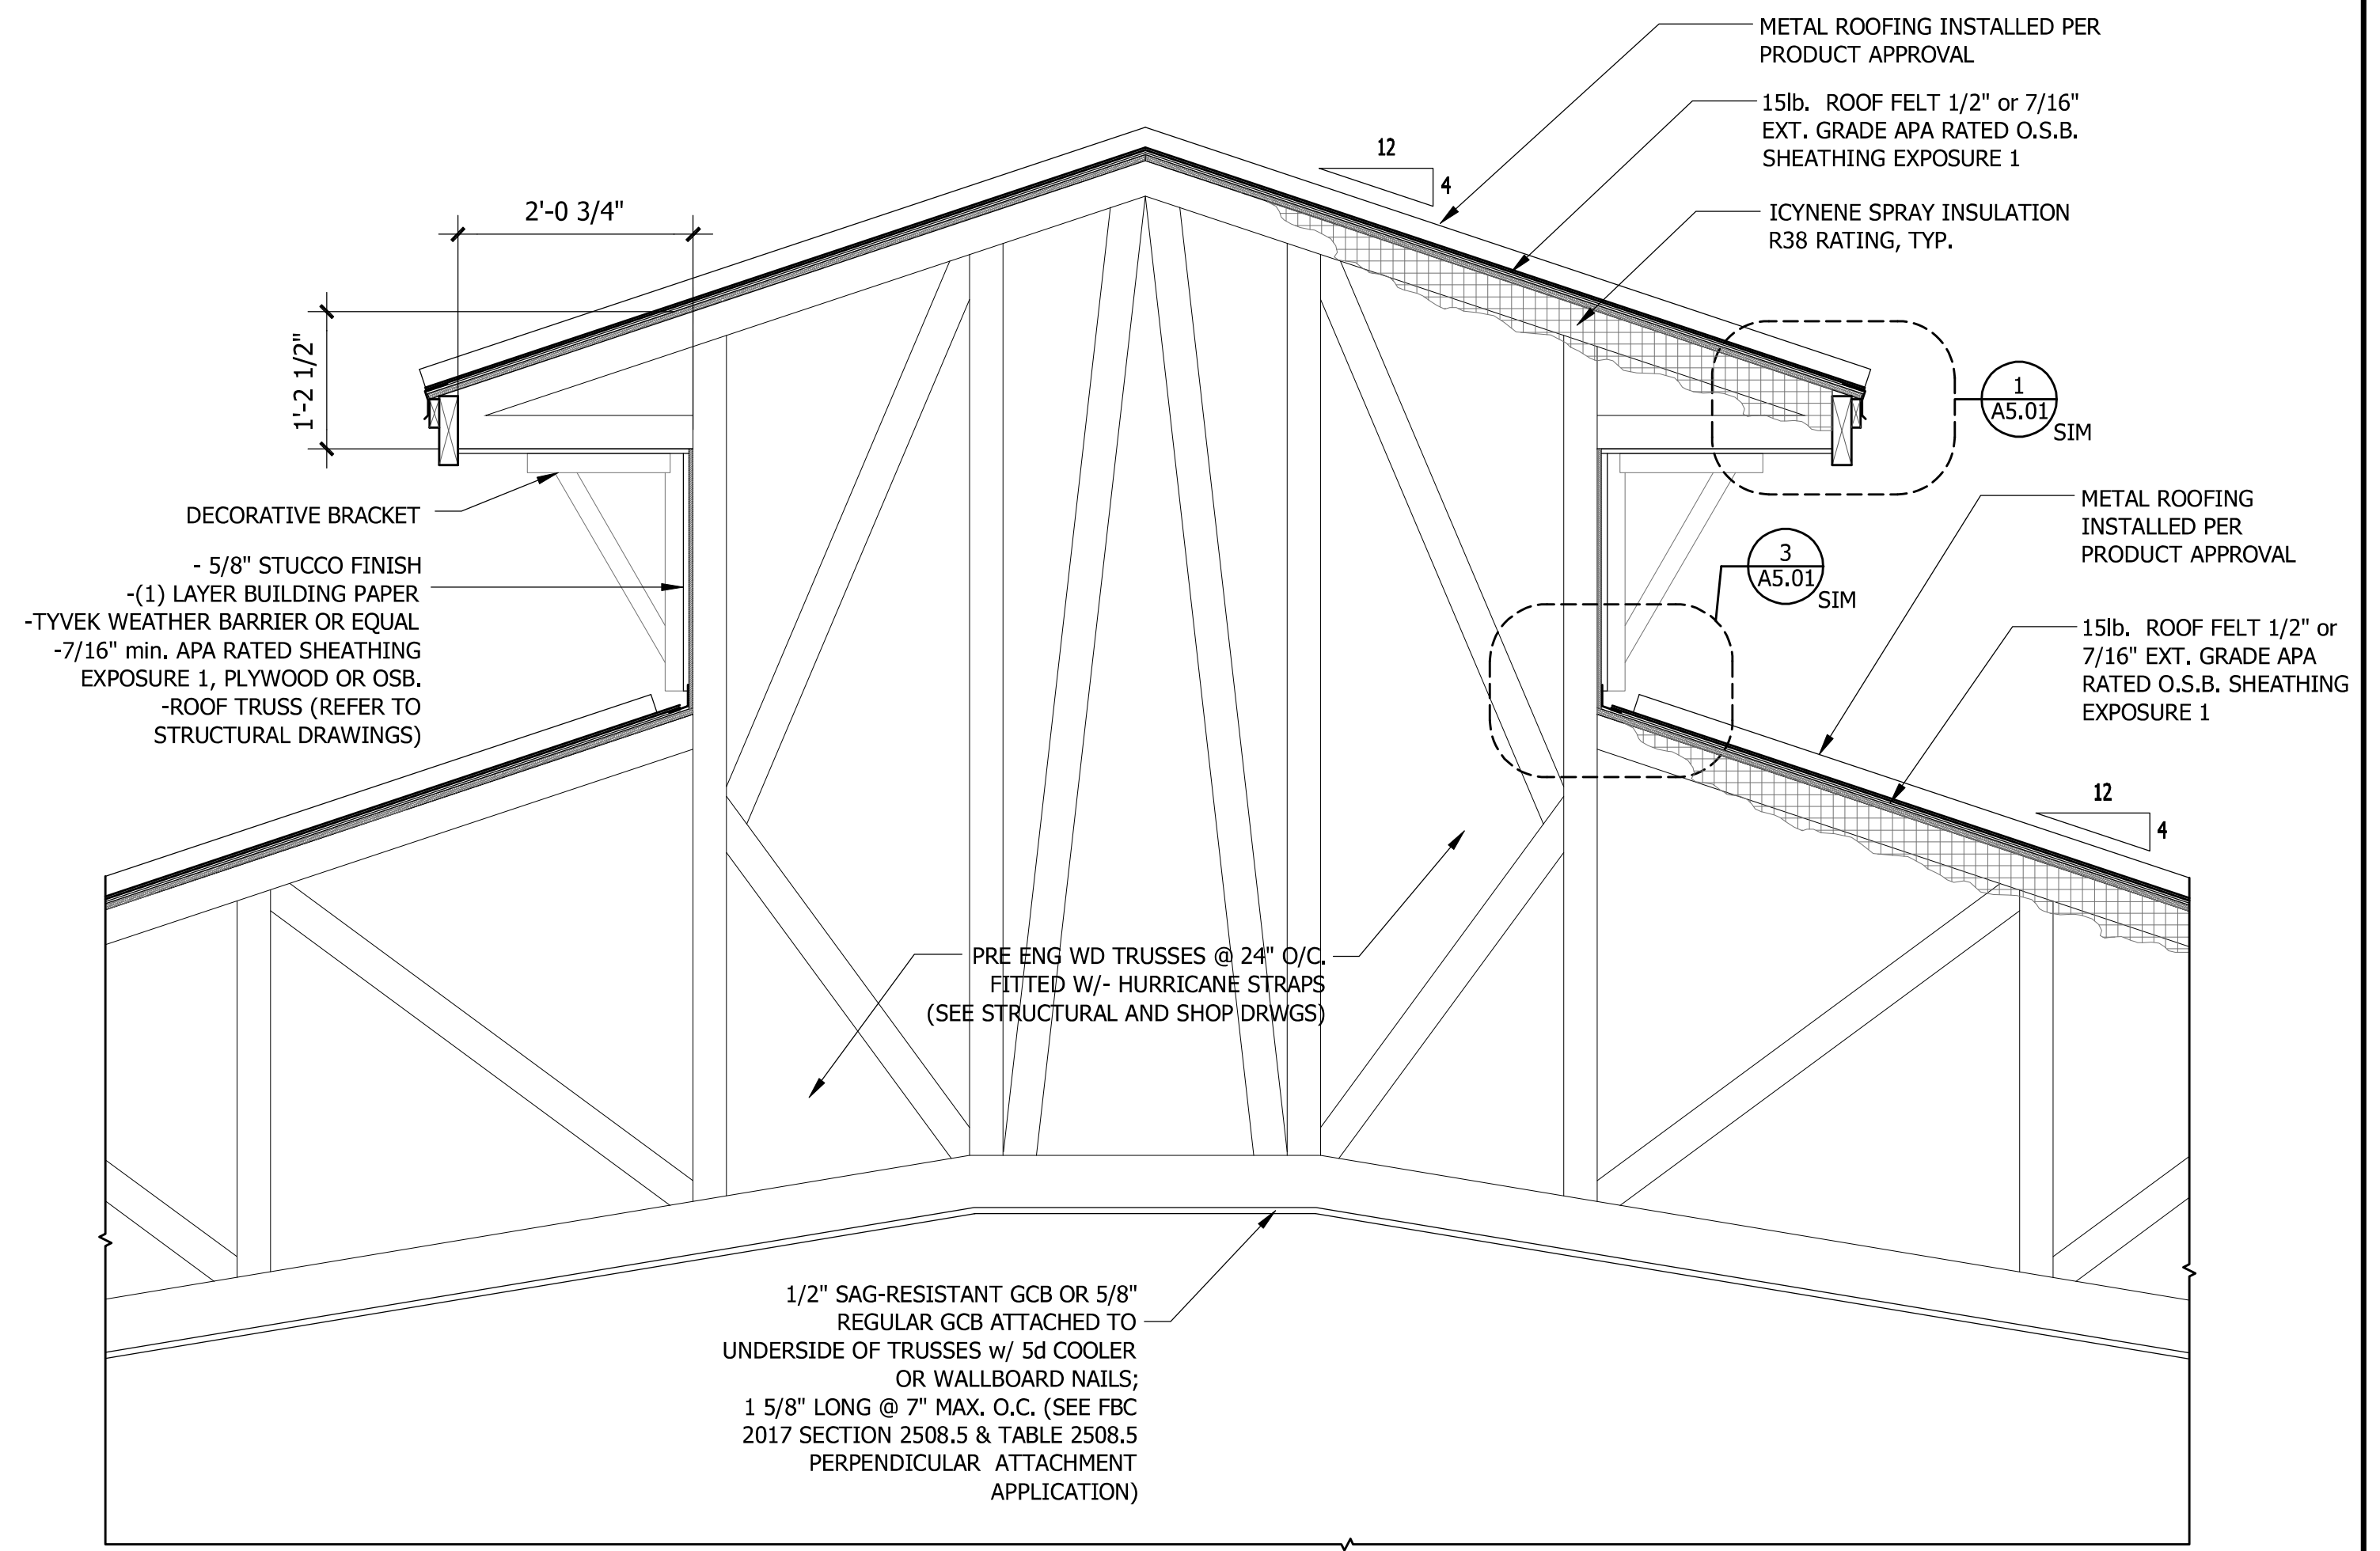 METAL ROOFING INSTALLED PER
PRODUCT APPROVAL
15lb. ROOF FELT 1/2" or 7/16"
EXT. GRADE APA RATED O.S.B.
SHEATHING EXPOSURE 1
12
4
ICYNENE SPRAY INSULATION
R38 RATING, TYP.
2'-0 3/4"
1'-2 1/2"
1
A5.01
SIM
DECORATIVE BRACKET
- 5/8" STUCCO FINISH
-(1) LAYER BUILDING PAPER
-TYVEK WEATHER BARRIER OR EQUAL
-7/16" min. APA RATED SHEATHING
EXPOSURE 1, PLYWOOD OR OSB.
-ROOF TRUSS (REFER TO
STRUCTURAL DRAWINGS)
3
A5.01
SIM
METAL ROOFING
INSTALLED PER
PRODUCT APPROVAL
15lb. ROOF FELT 1/2" or
7/16" EXT. GRADE APA
RATED O.S.B. SHEATHING
EXPOSURE 1
12
4
PRE ENG WD TRUSSES @ 24" O/C.
FITTED W/- HURRICANE STRAPS
(SEE STRUCTURAL AND SHOP DRWGS)
1/2" SAG-RESISTANT GCB OR 5/8"
REGULAR GCB ATTACHED TO
UNDERSIDE OF TRUSSES w/ 5d COOLER
OR WALLBOARD NAILS;
1 5/8" LONG @ 7" MAX. O.C. (SEE FBC
2017 SECTION 2508.5 & TABLE 2508.5
PERPENDICULAR ATTACHMENT
APPLICATION)